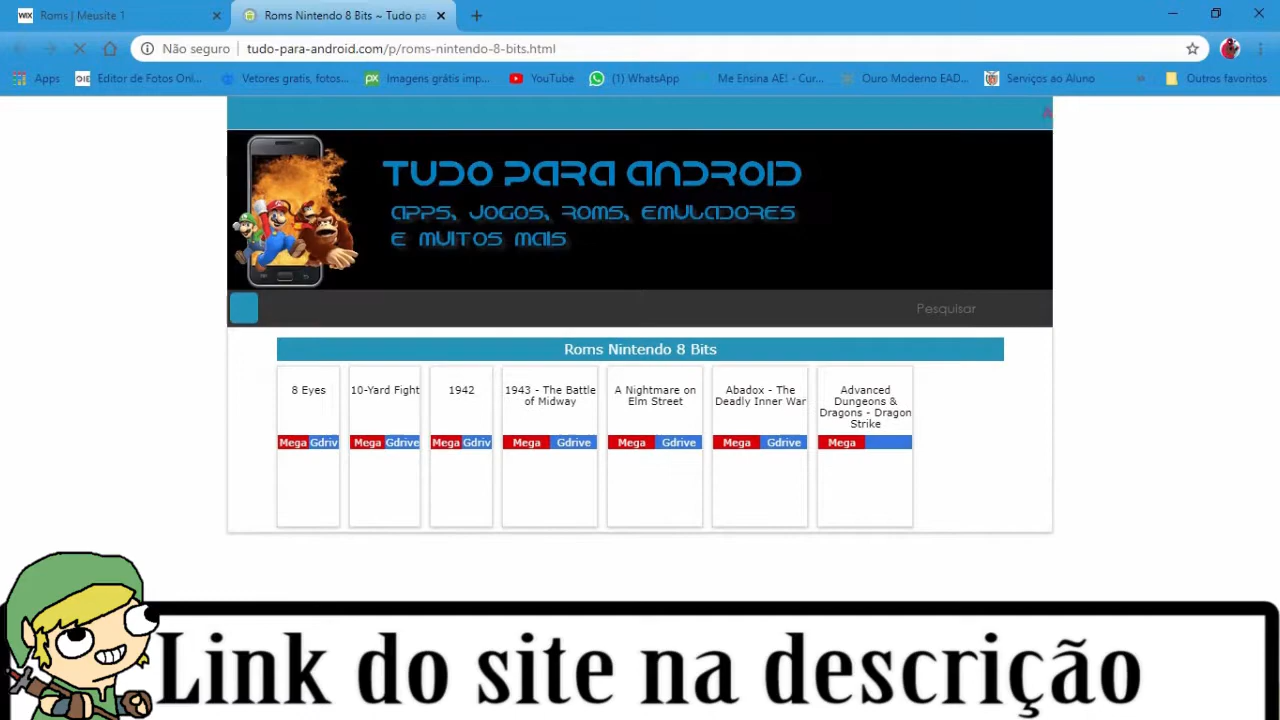 WIX Roms | Meusite 1
Roms Nintendo 8 Bits ~ Tudo pa
Não seguro | tudo-para-android.com/p/roms-nintendo-8-bits.html
Apps
Editor de Fotos Onl...
Vetores gratis, fotos...
px Imagens grátis imp...
YouTube
(1) WhatsApp
Me Ensina AE! - Cur...
Ouro Moderno EAD...
Serviços ao Aluno
»
Outros favoritos
TUDO PARA ANDROID
APPS, JOGOS, ROMS, EMULADORES
E MUITOS MAIS
Pesquisar
Roms Nintendo 8 Bits
8 Eyes
Mega Gdriv
10-Yard Fight
Mega Gdrive
1942
Mega Gdriv
1943 - The Battle
of Midway
Mega Gdrive
A Nightmare on
Elm Street
Mega Gdrive
Abadox - The
Deadly Inner War
Mega Gdrive
Advanced
Dungeons &
Dragons - Dragon
Strike
Mega
Link do site na descrição